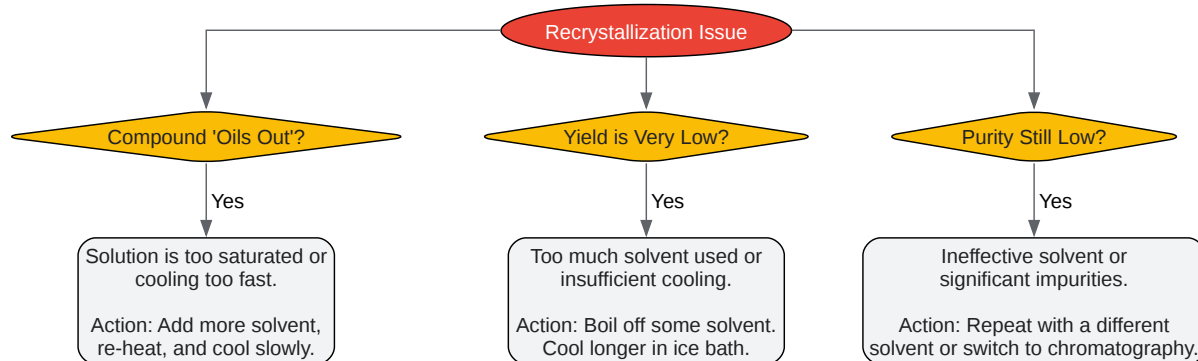 Recrystallization Issue
Compound 'Oils Out'?
Yield is Very Low?
Purity Still Low?
Yes
Yes
Yes
Solution is too saturated or
cooling too fast.
Action: Add more solvent,
re-heat, and cool slowly.
Too much solvent used or
insufficient cooling.
Action: Boil off some solvent.
Cool longer in ice bath.
Ineffective solvent or
significant impurities.
Action: Repeat with a different
solvent or switch to chromatography.